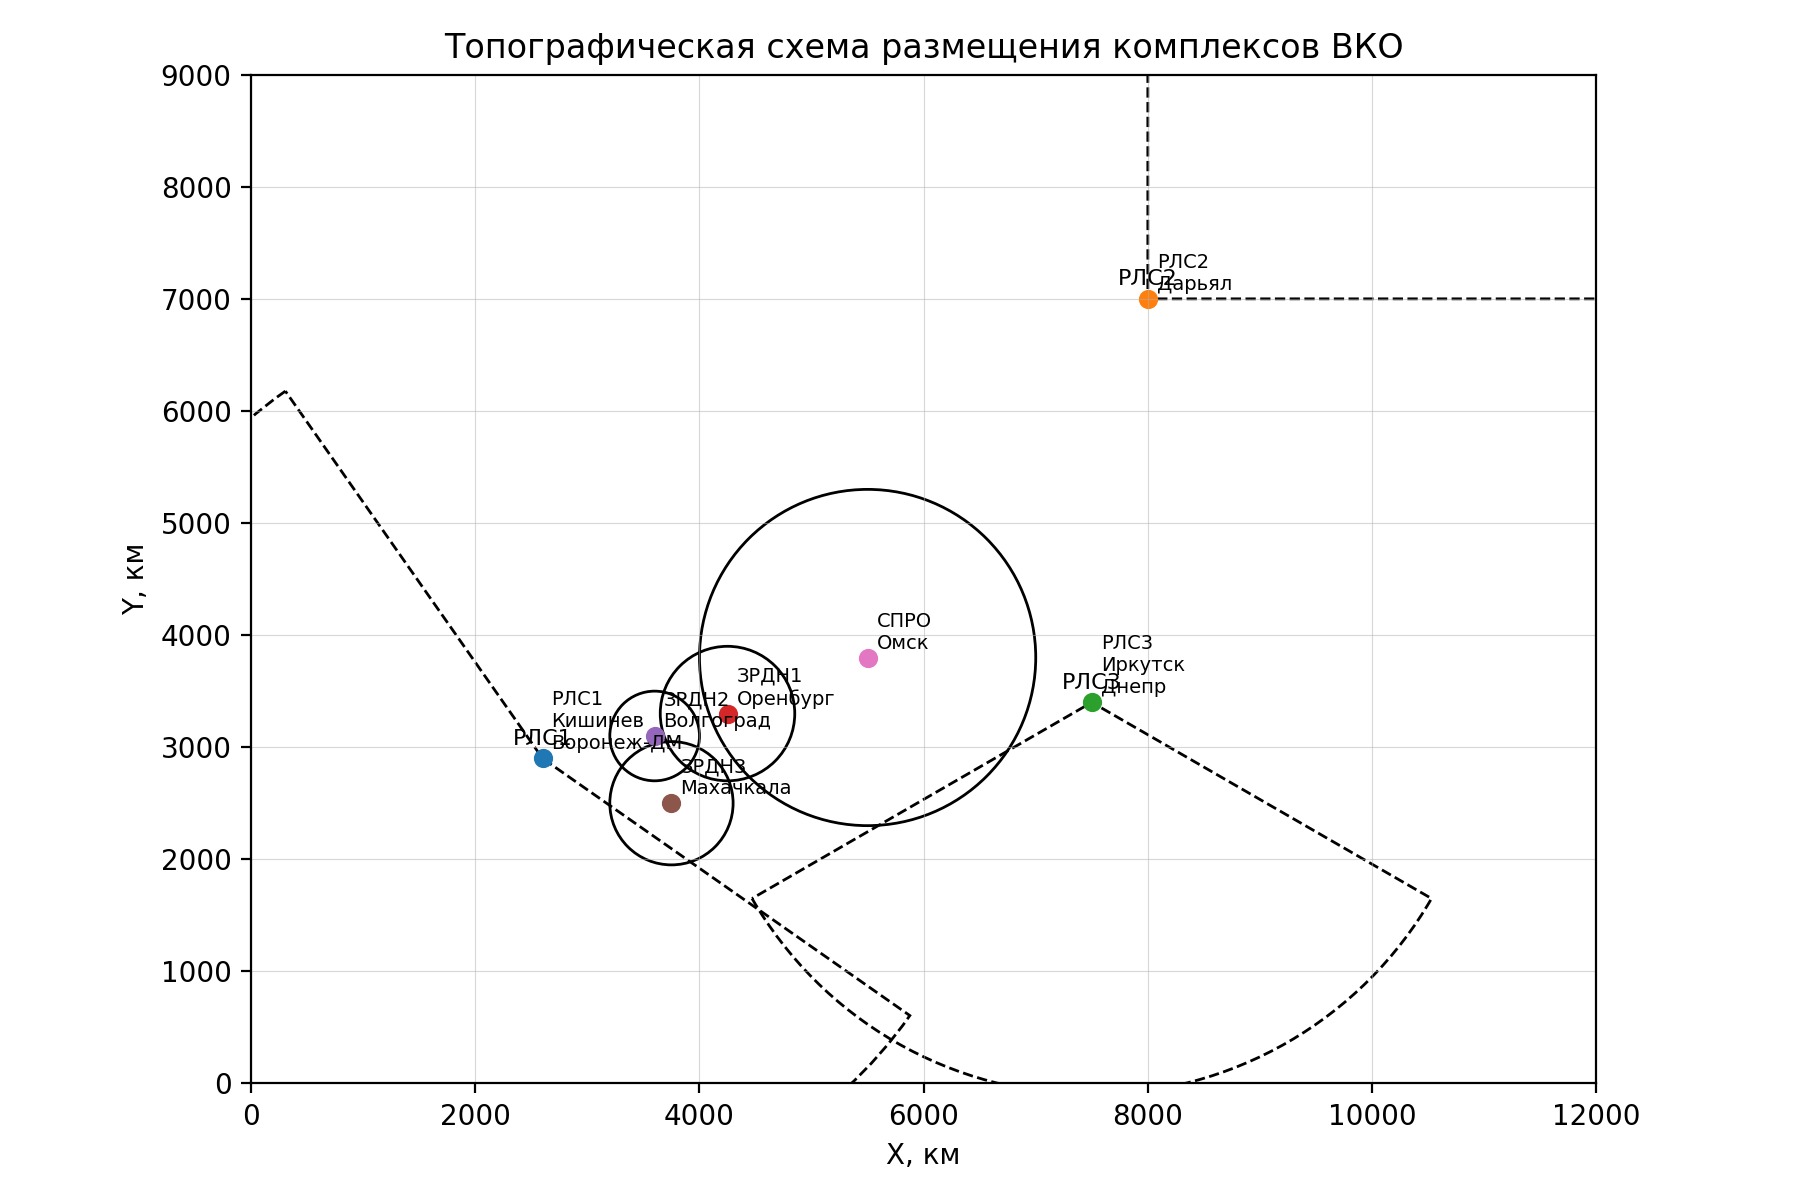 Топографическая схема размещения комплексов ВКО
9000
8000
7000
6000
5000
4000
3000
2000
1000
0
Y, км
РЛС2
РЛС2
Дарьял
СПРО
Омск
РЛС3
РЛС3
Иркутск
Днепр
ЗРДН1
Оренбург
ЗРДН2
Волгоград
РЛС1
РЛС1
Кишинев
Воронеж-ДМ
ЗРДН3
Махачкала
0
2000
4000
6000
8000
10000
12000
X, км